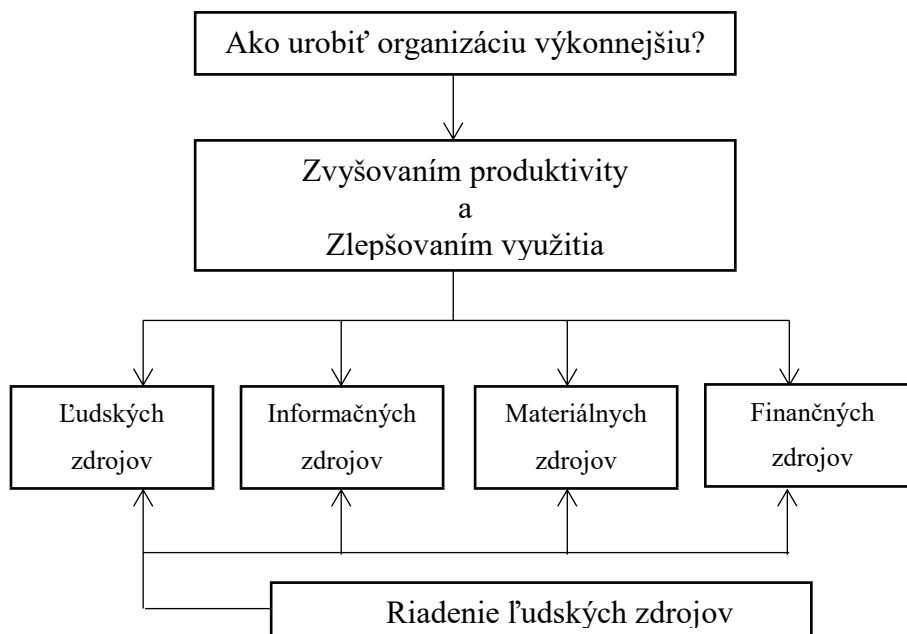 Ako urobiť organizáciu výkonnejšiu?
Zvyšovaním produktivity
a
Zlepšovaním využitia
Ľudských
zdrojov
Informačných
zdrojov
Materiálnych
zdrojov
Finančných
zdrojov
Riadenie ľudských zdrojov